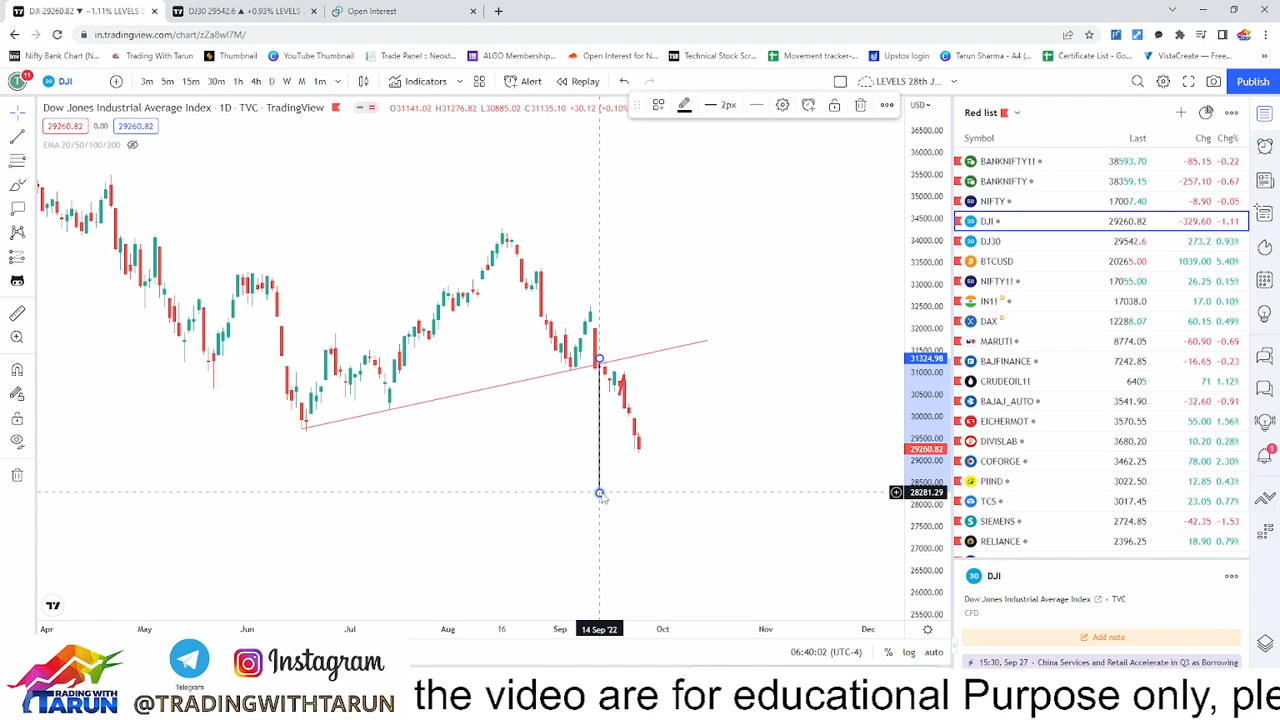 DJI 29260.82 ▼ −1.11% LEVELS 2
DJ30 29542.6 ▲ +0.93% LEVELS
Open Interest
in.tradingview.com/chart/zZa8wI7M/
Nifty Bank Chart (N...
Trading With Tarun
Thumbnail
YouTube Thumbnail
Trade Panel :: Neost...
ALGO Membership...
Open Interest for N...
Technical Stock Scr...
Movement tracker-...
Upstox login
Tarun Sharma - A4 (...
Certificate List - G...
VistaCreate — Free...
11
DJI
3m 5m 15m 30m 1h 4h D W M 1m
Indicators
Alert
Replay
LEVELS 28th J...
Publish
Dow Jones Industrial Average Index · 1D · TVC · TradingView
O31141.02 H31276.82 L30885.02 C31135.10 +30.12 (+0.10%
2px
29260.82 0.00 29260.82
EMA 20/50/100/200
USD
36500.00
36000.00
35500.00
35000.00
34500.00
34000.00
33500.00
33000.00
32500.00
32000.00
31500.00
31324.98
31000.00
30500.00
30000.00
29500.00
29260.82
29000.00
28500.00
28281.29
28000.00
27500.00
27000.00
26500.00
26000.00
25500.00
Apr May Jun Jul Aug 16 Sep 14 Sep '22 Oct Nov Dec
06:40:02 (UTC-4) % log auto
Red list
Symbol Last Chg Chg%
BANKNIFTY1! 38593.70 −85.15 −0.22
BANKNIFTY 38359.15 −257.10 −0.67
NIFTY 17007.40 −8.90 −0.05
DJI 29260.82 −329.60 −1.11
DJ30 29542.6 273.2 0.93%
BTCUSD 20265.00 1039.00 5.40%
NIFTY1! 17055.00 26.25 0.15%
IN1! D 17038.0 17.0 0.10%
DAX D 12288.07 60.15 0.49%
MARUTI 8774.05 −60.90 −0.69
BAJFINANCE 7242.85 −16.65 −0.23
CRUDEOIL1! 6405 71 1.12%
BAJAJ_AUTO 3541.90 −32.60 −0.91
EICHERMOT 3570.55 55.00 1.56%
DIVISLAB 3680.20 10.20 0.28%
COFORGE 3462.25 78.00 2.30%
PIIND 3022.50 12.85 0.43%
TCS 3017.45 23.05 0.77%
SIEMENS 2724.85 −42.35 −1.53
RELIANCE 2396.25 18.90 0.79%
30 DJI
Dow Jones Industrial Average Index · TVC
CFD
Add note
15:30, Sep 27 · China Services and Retail Accelerate in Q3 as Borrowing
1
TRADING WITH
TARUN
Telegram
Instagram
@TRADINGWITHTARUN
the video are for educational Purpose only, ple